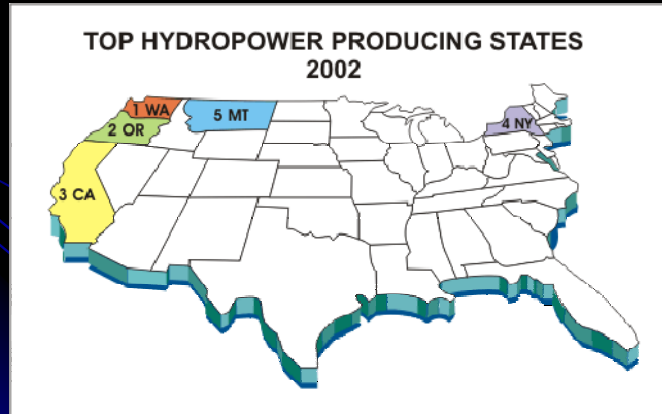 TOP HYDROPOWER PRODUCING STATES
2002
1 WA
5 MT
2 OR
4 NY
3 CA